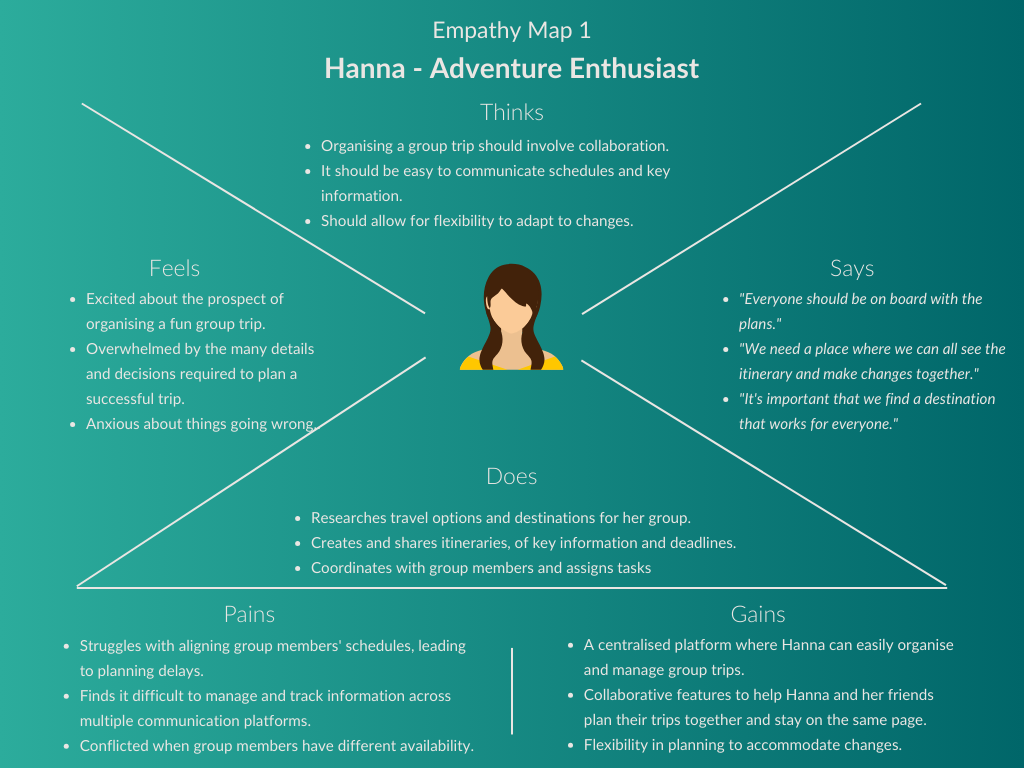 Empathy Map 1
Hanna - Adventure Enthusiast
Thinks
• Organising a group trip should involve collaboration.
• It should be easy to communicate schedules and key
information.
• Should allow for flexibility to adapt to changes.
Feels
• Excited about the prospect of
organising a fun group trip.
• Overwhelmed by the many details
and decisions required to plan a
successful trip.
• Anxious about things going wrong.
Says
• "Everyone should be on board with the
plans."
• "We need a place where we can all see the
itinerary and make changes together."
• "It's important that we find a destination
that works for everyone."
Does
• Researches travel options and destinations for her group.
• Creates and shares itineraries, of key information and deadlines.
• Coordinates with group members and assigns tasks
Pains
• Struggles with aligning group members' schedules, leading
to planning delays.
• Finds it difficult to manage and track information across
multiple communication platforms.
• Conflicted when group members have different availability.
Gains
• A centralised platform where Hanna can easily organise
and manage group trips.
• Collaborative features to help Hanna and her friends
plan their trips together and stay on the same page.
• Flexibility in planning to accommodate changes.